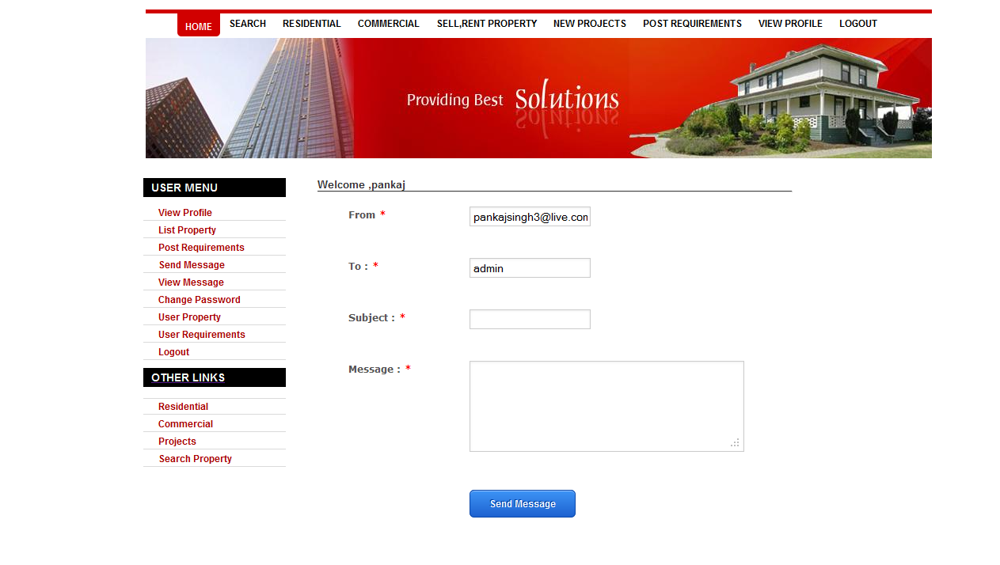 HOME SEARCH RESIDENTIAL COMMERCIAL SELL,RENT PROPERTY NEW PROJECTS POST REQUIREMENTS VIEW PROFILE LOGOUT
Providing Best Solutions
USER MENU
View Profile
List Property
Post Requirements
Send Message
View Message
Change Password
User Property
User Requirements
Logout
OTHER LINKS
Residential
Commercial
Projects
Search Property
Welcome ,pankaj
From * pankajsingh3@live.com
To : * admin
Subject : *
Message : *
Send Message